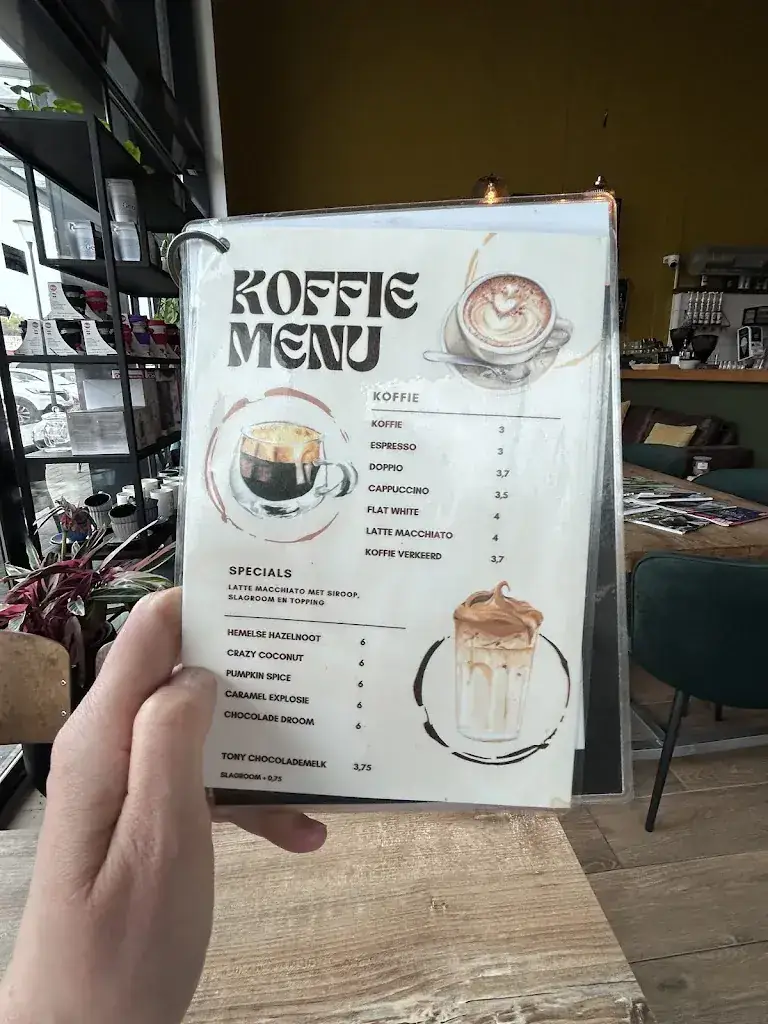 KOFFIE
MENU
KOFFIE
KOFFIE 3
ESPRESSO 3
DOPPIO 3,7
CAPPUCCINO 3,5
FLAT WHITE 4
LATTE MACCHIATO 4
KOFFIE VERKEERD 3,7
SPECIALS
LATTE MACCHIATO MET SIROOP,
SLAGROOM EN TOPPING
HEMELSE HAZELNOOT 6
CRAZY COCONUT 6
PUMPKIN SPICE 6
CARAMEL EXPLOSIE 6
CHOCOLADE DROOM 6
TONY CHOCOLADEMELK 3,75
SLAGROOM + 0,75